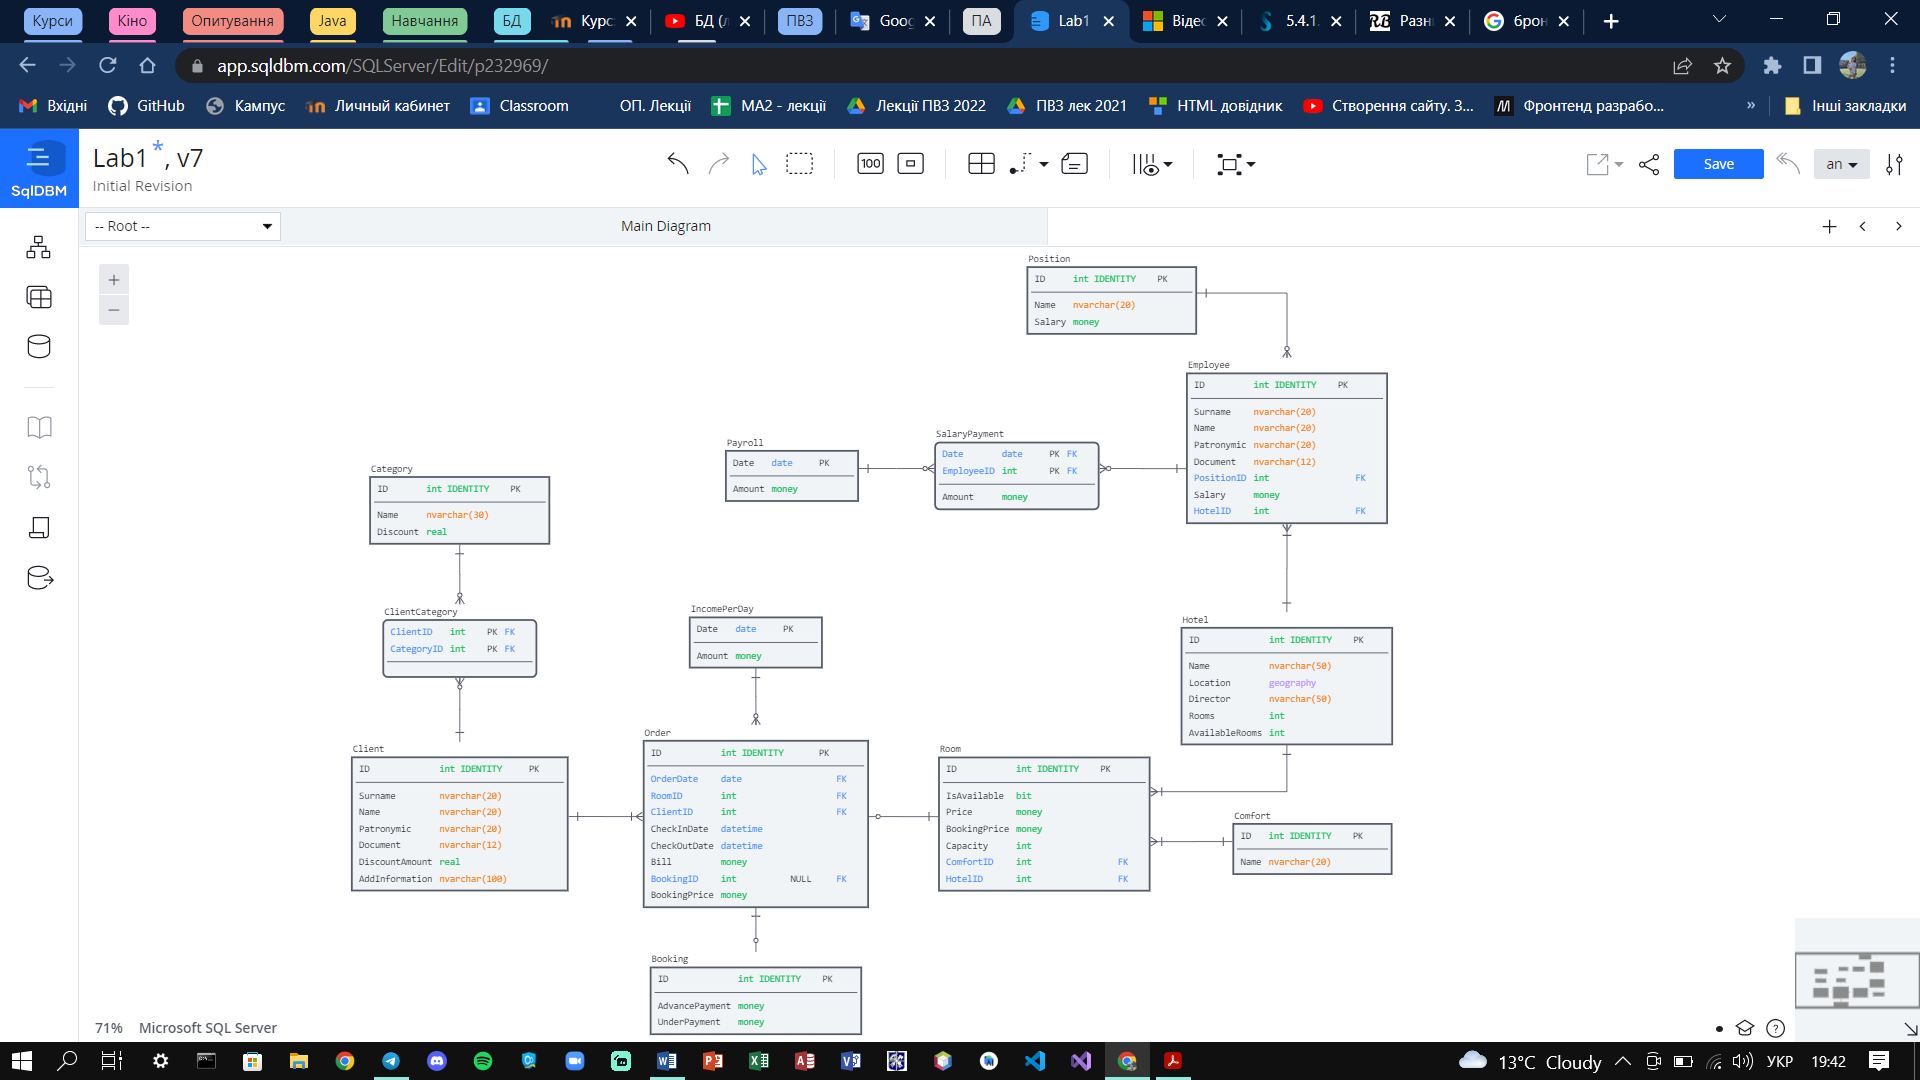 Курси Кіно Опитування Java Навчання БД Курс БД (л ПВЗ Goog ПА Lab1 Відео 5.4.1. Разни брон
app.sqldbm.com/SQLServer/Edit/p232969/
Вхідні GitHub Кампус Личный кабинет Classroom ОП. Лекції МА2 - лекції Лекції ПВЗ 2022 ПВЗ лек 2021 HTML довідник Створення сайту. З... Фронтенд разрабо... » Інші закладки
SqlDBM
Lab1*, v7
Initial Revision
100
Save
an
-- Root --
Main Diagram
Position
ID int IDENTITY PK
Name nvarchar(20)
Salary money
Employee
ID int IDENTITY PK
Surname nvarchar(20)
Name nvarchar(20)
Patronymic nvarchar(20)
Document nvarchar(12)
PositionID int FK
Salary money
HotelID int FK
SalaryPayment
Date date PK FK
EmployeeID int PK FK
Amount money
Payroll
Date date PK
Amount money
Category
ID int IDENTITY PK
Name nvarchar(30)
Discount real
ClientCategory
ClientID int PK FK
CategoryID int PK FK
IncomePerDay
Date date PK
Amount money
Hotel
ID int IDENTITY PK
Name nvarchar(50)
Location geography
Director nvarchar(50)
Rooms int
AvailableRooms int
Client
ID int IDENTITY PK
Surname nvarchar(20)
Name nvarchar(20)
Patronymic nvarchar(20)
Document nvarchar(12)
DiscountAmount real
AddInformation nvarchar(100)
Order
ID int IDENTITY PK
OrderDate date FK
RoomID int FK
ClientID int FK
CheckInDate datetime
CheckOutDate datetime
Bill money
BookingID int NULL FK
BookingPrice money
Room
ID int IDENTITY PK
IsAvailable bit
Price money
BookingPrice money
Capacity int
ComfortID int FK
HotelID int FK
Comfort
ID int IDENTITY PK
Name nvarchar(20)
Booking
ID int IDENTITY PK
AdvancePayment money
UnderPayment money
71% Microsoft SQL Server
13°C Cloudy УКР 19:42